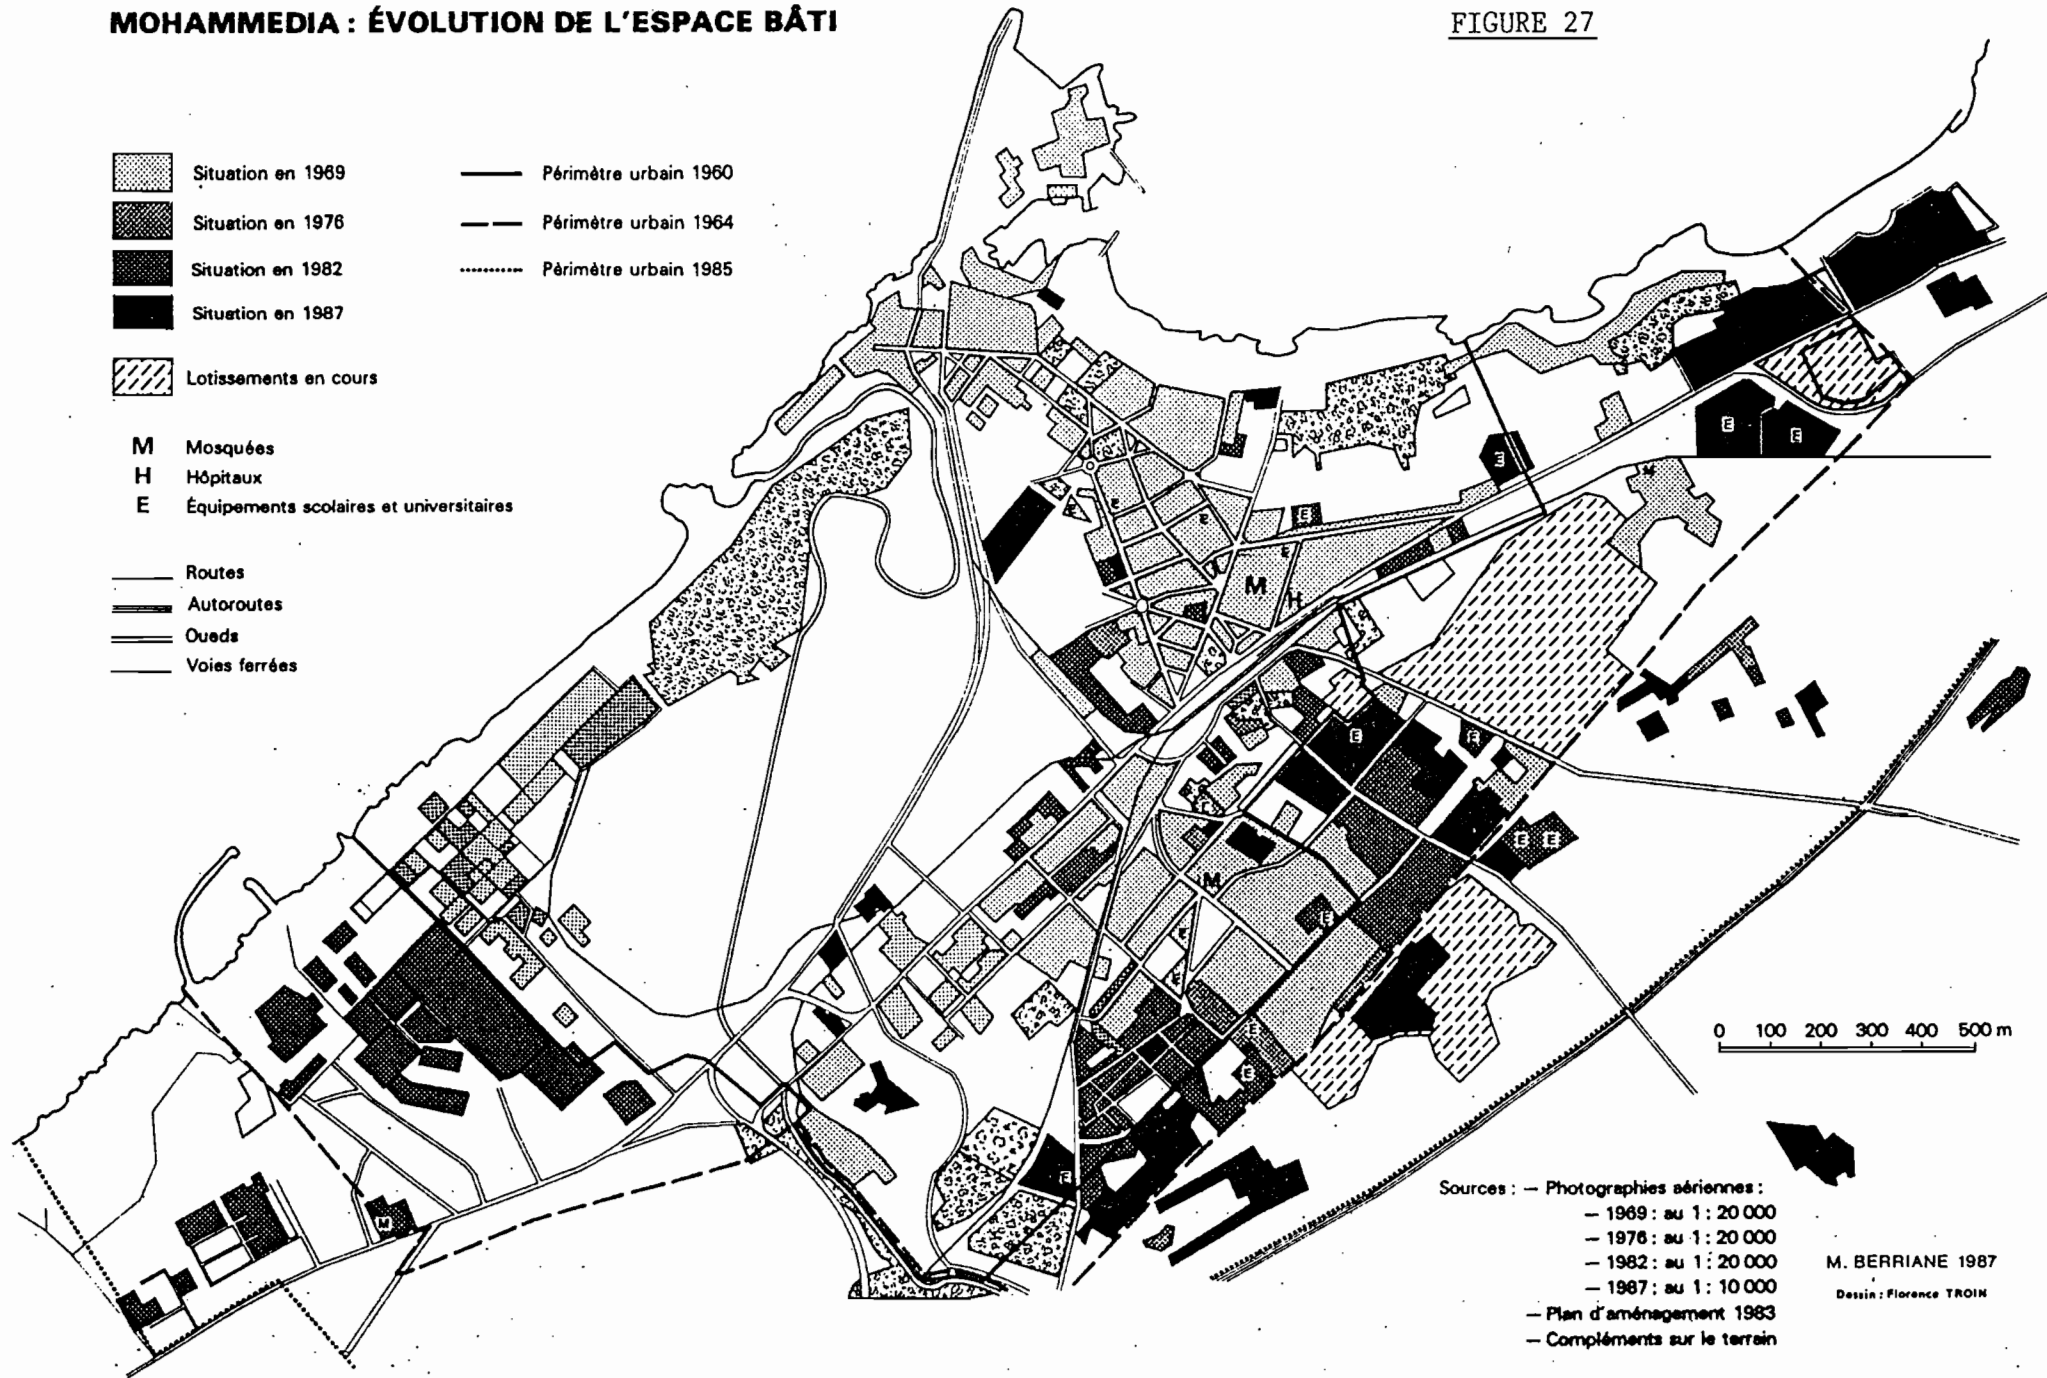 MOHAMMEDIA : ÉVOLUTION DE L'ESPACE BÂTI
FIGURE 27
Situation en 1969
Situation en 1976
Situation en 1982
Situation en 1987
Lotissements en cours
Périmètre urbain 1960
Périmètre urbain 1964
Périmètre urbain 1985
M Mosquées
H Hôpitaux
E Équipements scolaires et universitaires
Routes
Autoroutes
Oueds
Voies ferrées
E
E
E
M
E
E
E
E
E
M
H
E
E
E
E
M
E
E
E
E
E
M
0 100 200 300 400 500 m
Sources : — Photographies aériennes :
— 1969 : au 1 : 20 000
— 1976 : au 1 : 20 000
— 1982 : au 1 : 20 000
— 1987 : au 1 : 10 000
— Plan d'aménagement 1983
— Compléments sur le terrain
M. BERRIANE 1987
Dessin : Florence TROIN